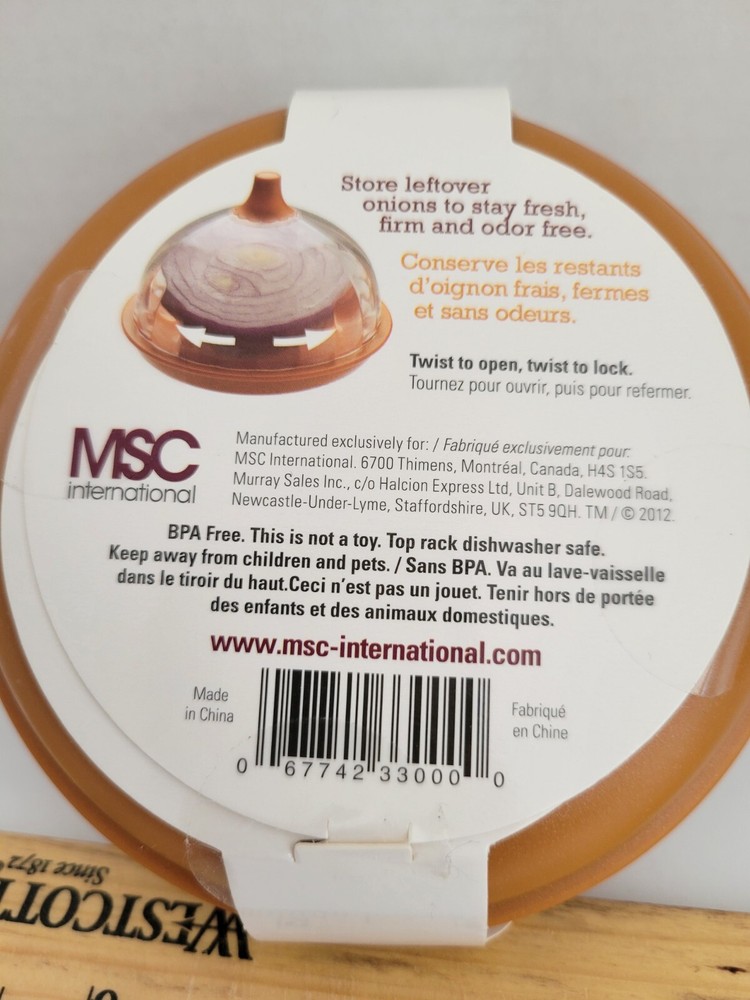 Store leftover
onions to stay fresh,
firm and odor free.
Conserve les restants
d'oignon frais, fermes
et sans odeurs.
Twist to open, twist to lock.
Tournez pour ouvrir, puis pour refermer.
MSC
international
Manufactured exclusively for: / Fabriqué exclusivement pour:
MSC International. 6700 Thimens, Montréal, Canada, H4S 1S5.
Murray Sales Inc., c/o Halcion Express Ltd, Unit B, Dalewood Road,
Newcastle-Under-Lyme, Staffordshire, UK, ST5 9QH. TM / © 2012.
BPA Free. This is not a toy. Top rack dishwasher safe.
Keep away from children and pets. / Sans BPA. Va au lave-vaisselle
dans le tiroir du haut.Ceci n'est pas un jouet. Tenir hors de portée
des enfants et des animaux domestiques.
www.msc-international.com
Made
in China
Fabriqué
en Chine
0 67742 33000 0
Since 1872
WESTCOTT